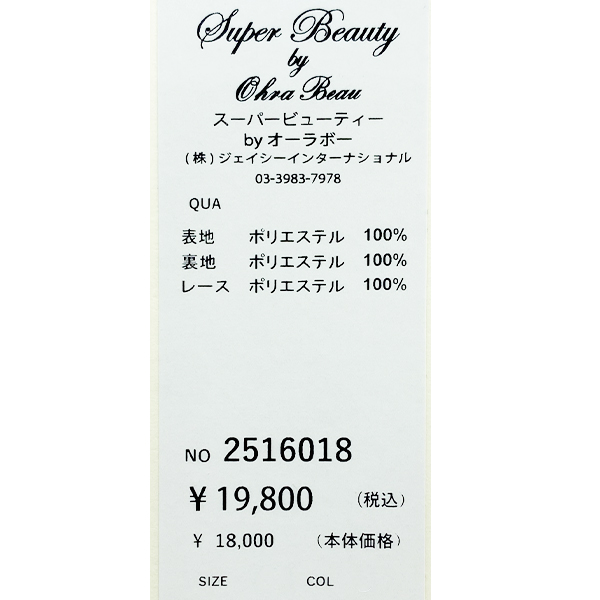 Super Beauty
by
Ohra Beau
スーパービューティー
by オーラボー
(株)ジェイシーインターナショナル
03-3983-7978
QUA
表地 ポリエステル 100%
裏地 ポリエステル 100%
レース ポリエステル 100%
NO 2516018
¥ 19,800 (税込)
¥ 18,000 (本体価格)
SIZE COL